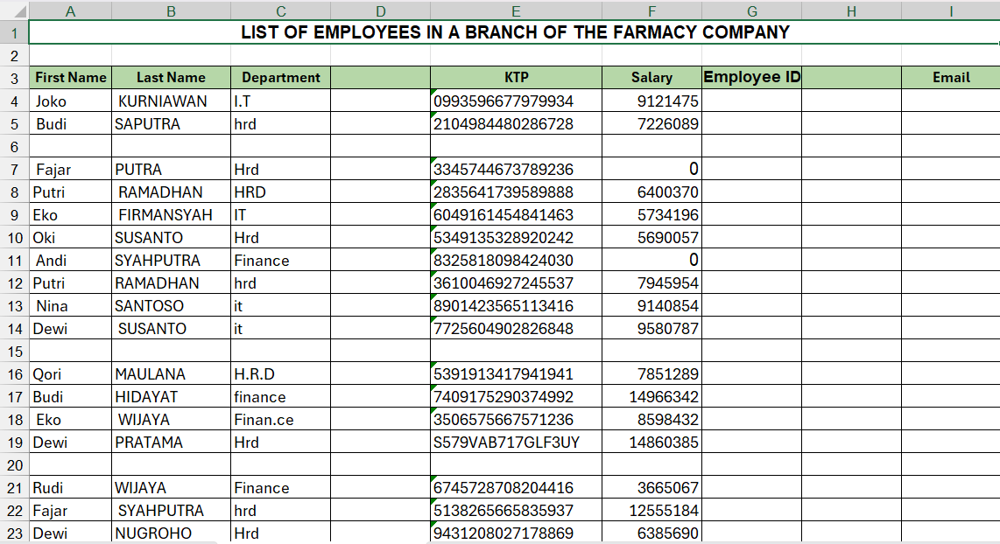 A B C D E F G H I
1 LIST OF EMPLOYEES IN A BRANCH OF THE FARMACY COMPANY
2
3 First Name Last Name Department KTP Salary Employee ID Email
4 Joko KURNIAWAN I.T 0993596677979934 9121475
5 Budi SAPUTRA hrd 2104984480286728 7226089
6
7 Fajar PUTRA Hrd 3345744673789236 0
8 Putri RAMADHAN HRD 2835641739589888 6400370
9 Eko FIRMANSYAH IT 6049161454841463 5734196
10 Oki SUSANTO Hrd 5349135328920242 5690057
11 Andi SYAHPUTRA Finance 8325818098424030 0
12 Putri RAMADHAN hrd 3610046927245537 7945954
13 Nina SANTOSO it 8901423565113416 9140854
14 Dewi SUSANTO it 7725604902826848 9580787
15
16 Qori MAULANA H.R.D 5391913417941941 7851289
17 Budi HIDAYAT finance 7409175290374992 14966342
18 Eko WIJAYA Finan.ce 3506575667571236 8598432
19 Dewi PRATAMA Hrd S579VAB717GLF3UY 14860385
20
21 Rudi WIJAYA Finance 6745728708204416 3665067
22 Fajar SYAHPUTRA hrd 5138265665835937 12555184
23 Dewi NUGROHO Hrd 9431208027178869 6385690